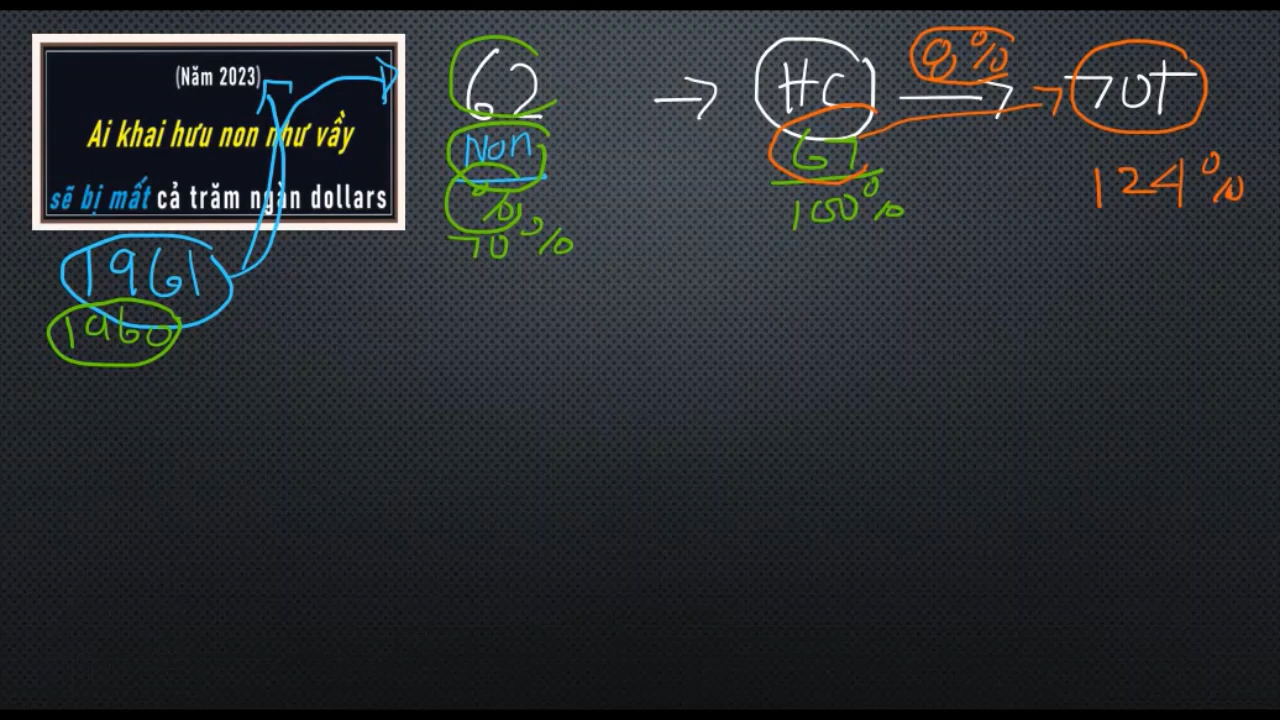 (Năm 2023)
Ai khai hưu non như vầy
sẽ bị mất cả trăm ngàn dollars
1961
1960
62
Non
%
70%
HC
67
100%
8%
70t
124%